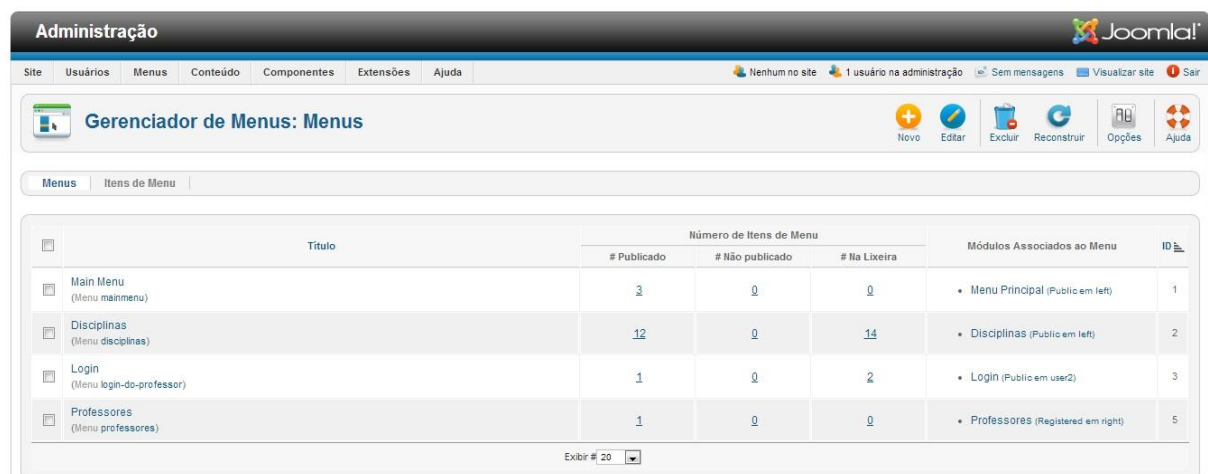 Administração
Joomla!
Site Usuários Menus Conteúdo Componentes Extensões Ajuda Nenhum no site 1 usuário na administração Sem mensagens Visualizar site Sair
Gerenciador de Menus: Menus
Novo Editar Excluir Reconstruir Opções Ajuda
Menus Itens de Menu
Título Número de Itens de Menu Módulos Associados ao Menu ID
# Publicado # Não publicado # Na Lixeira
Main Menu
(Menu mainmenu)
3 0 0 Menu Principal (Public em left) 1
Disciplinas
(Menu disciplinas)
12 0 14 Disciplinas (Public em left) 2
Login
(Menu login-do-professor)
1 0 2 Login (Public em user2) 3
Professores
(Menu professores)
1 0 0 Professores (Registered em right) 5
Exibir # 20